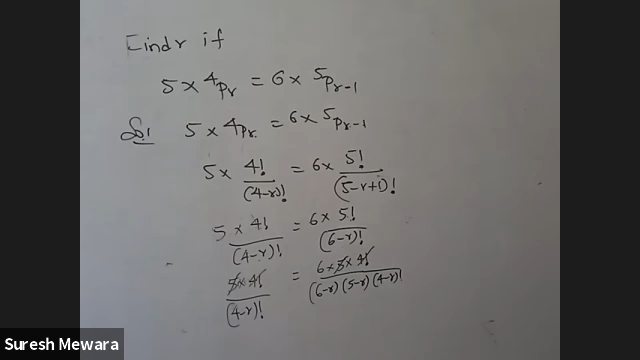 Find r if
5 × ⁴Pr = 6 × ⁵Pr-1
Sol 5 × ⁴Pr = 6 × ⁵Pr-1
5 × 4!/(4-r)! = 6 × 5!/(5-r+1)!
5 × 4!/(4-r)! = 6 × 5!/(6-r)!
5 × 4!/(4-r)! = 6 × 5 × 4!/(6-r)(5-r)(4-r)!
Suresh Mewara